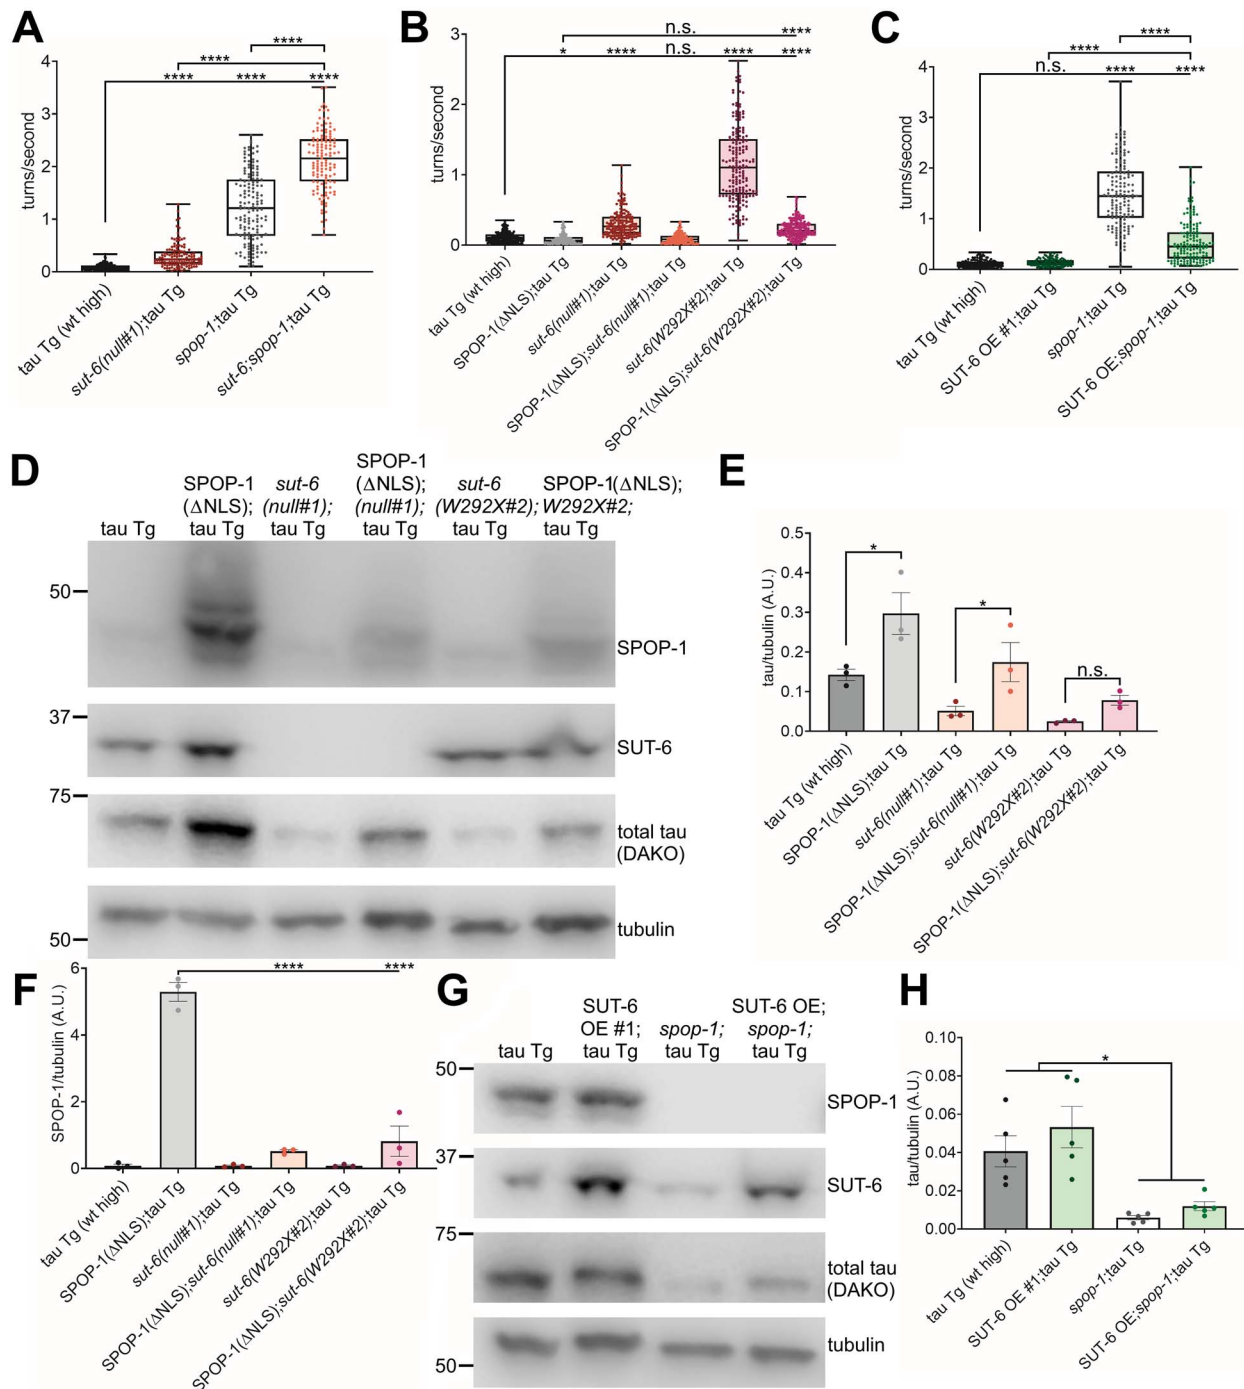 A
****
****
****
****
****
turns/second
4
3
2
1
0
tau Tg (wt high)
sut-6(null#1);tau Tg
spop-1;tau Tg
sut-6;spop-1;tau Tg
B
n.s.
****
*
****
n.s.
****
****
turns/second
3
2
1
0
tau Tg (wt high)
SPOP-1(ΔNLS);tau Tg
sut-6(null#1);tau Tg
SPOP-1(ΔNLS);sut-6(null#1);tau Tg
sut-6(W292X#2);tau Tg
SPOP-1(ΔNLS);sut-6(W292X#2);tau Tg
C
****
****
n.s.
****
****
turns/second
4
3
2
1
0
tau Tg (wt high)
SUT-6 OE #1;tau Tg
spop-1;tau Tg
SUT-6 OE;spop-1;tau Tg
D
tau Tg
SPOP-1
(ΔNLS);
tau Tg
sut-6
(null#1);
tau Tg
SPOP-1
(ΔNLS);
(null#1);
tau Tg
sut-6
(W292X#2);
tau Tg
SPOP-1(ΔNLS);
W292X#2;
tau Tg
50
SPOP-1
37
SUT-6
75
total tau
(DAKO)
50
tubulin
E
tau/tubulin (A.U.)
0.5
0.4
0.3
0.2
0.1
0.0
*
*
n.s.
tau Tg (wt high)
SPOP-1(ΔNLS);tau Tg
sut-6(null#1);tau Tg
SPOP-1(ΔNLS);sut-6(null#1);tau Tg
sut-6(W292X#2);tau Tg
SPOP-1(ΔNLS);sut-6(W292X#2);tau Tg
F
SPOP-1/tubulin (A.U.)
6
4
2
0
****
****
tau Tg (wt high)
SPOP-1(ΔNLS);tau Tg
sut-6(null#1);tau Tg
SPOP-1(ΔNLS);sut-6(null#1);tau Tg
sut-6(W292X#2);tau Tg
SPOP-1(ΔNLS);sut-6(W292X#2);tau Tg
G
tau Tg
SUT-6
OE #1;
tau Tg
spop-1;
tau Tg
SUT-6 OE;
spop-1;
tau Tg
50
SPOP-1
37
SUT-6
75
total tau
(DAKO)
tubulin
50
H
tau/tubulin (A.U.)
0.10
0.08
0.06
0.04
0.02
0.00
*
tau Tg (wt high)
SUT-6 OE #1;tau Tg
spop-1;tau Tg
SUT-6 OE;spop-1;tau Tg